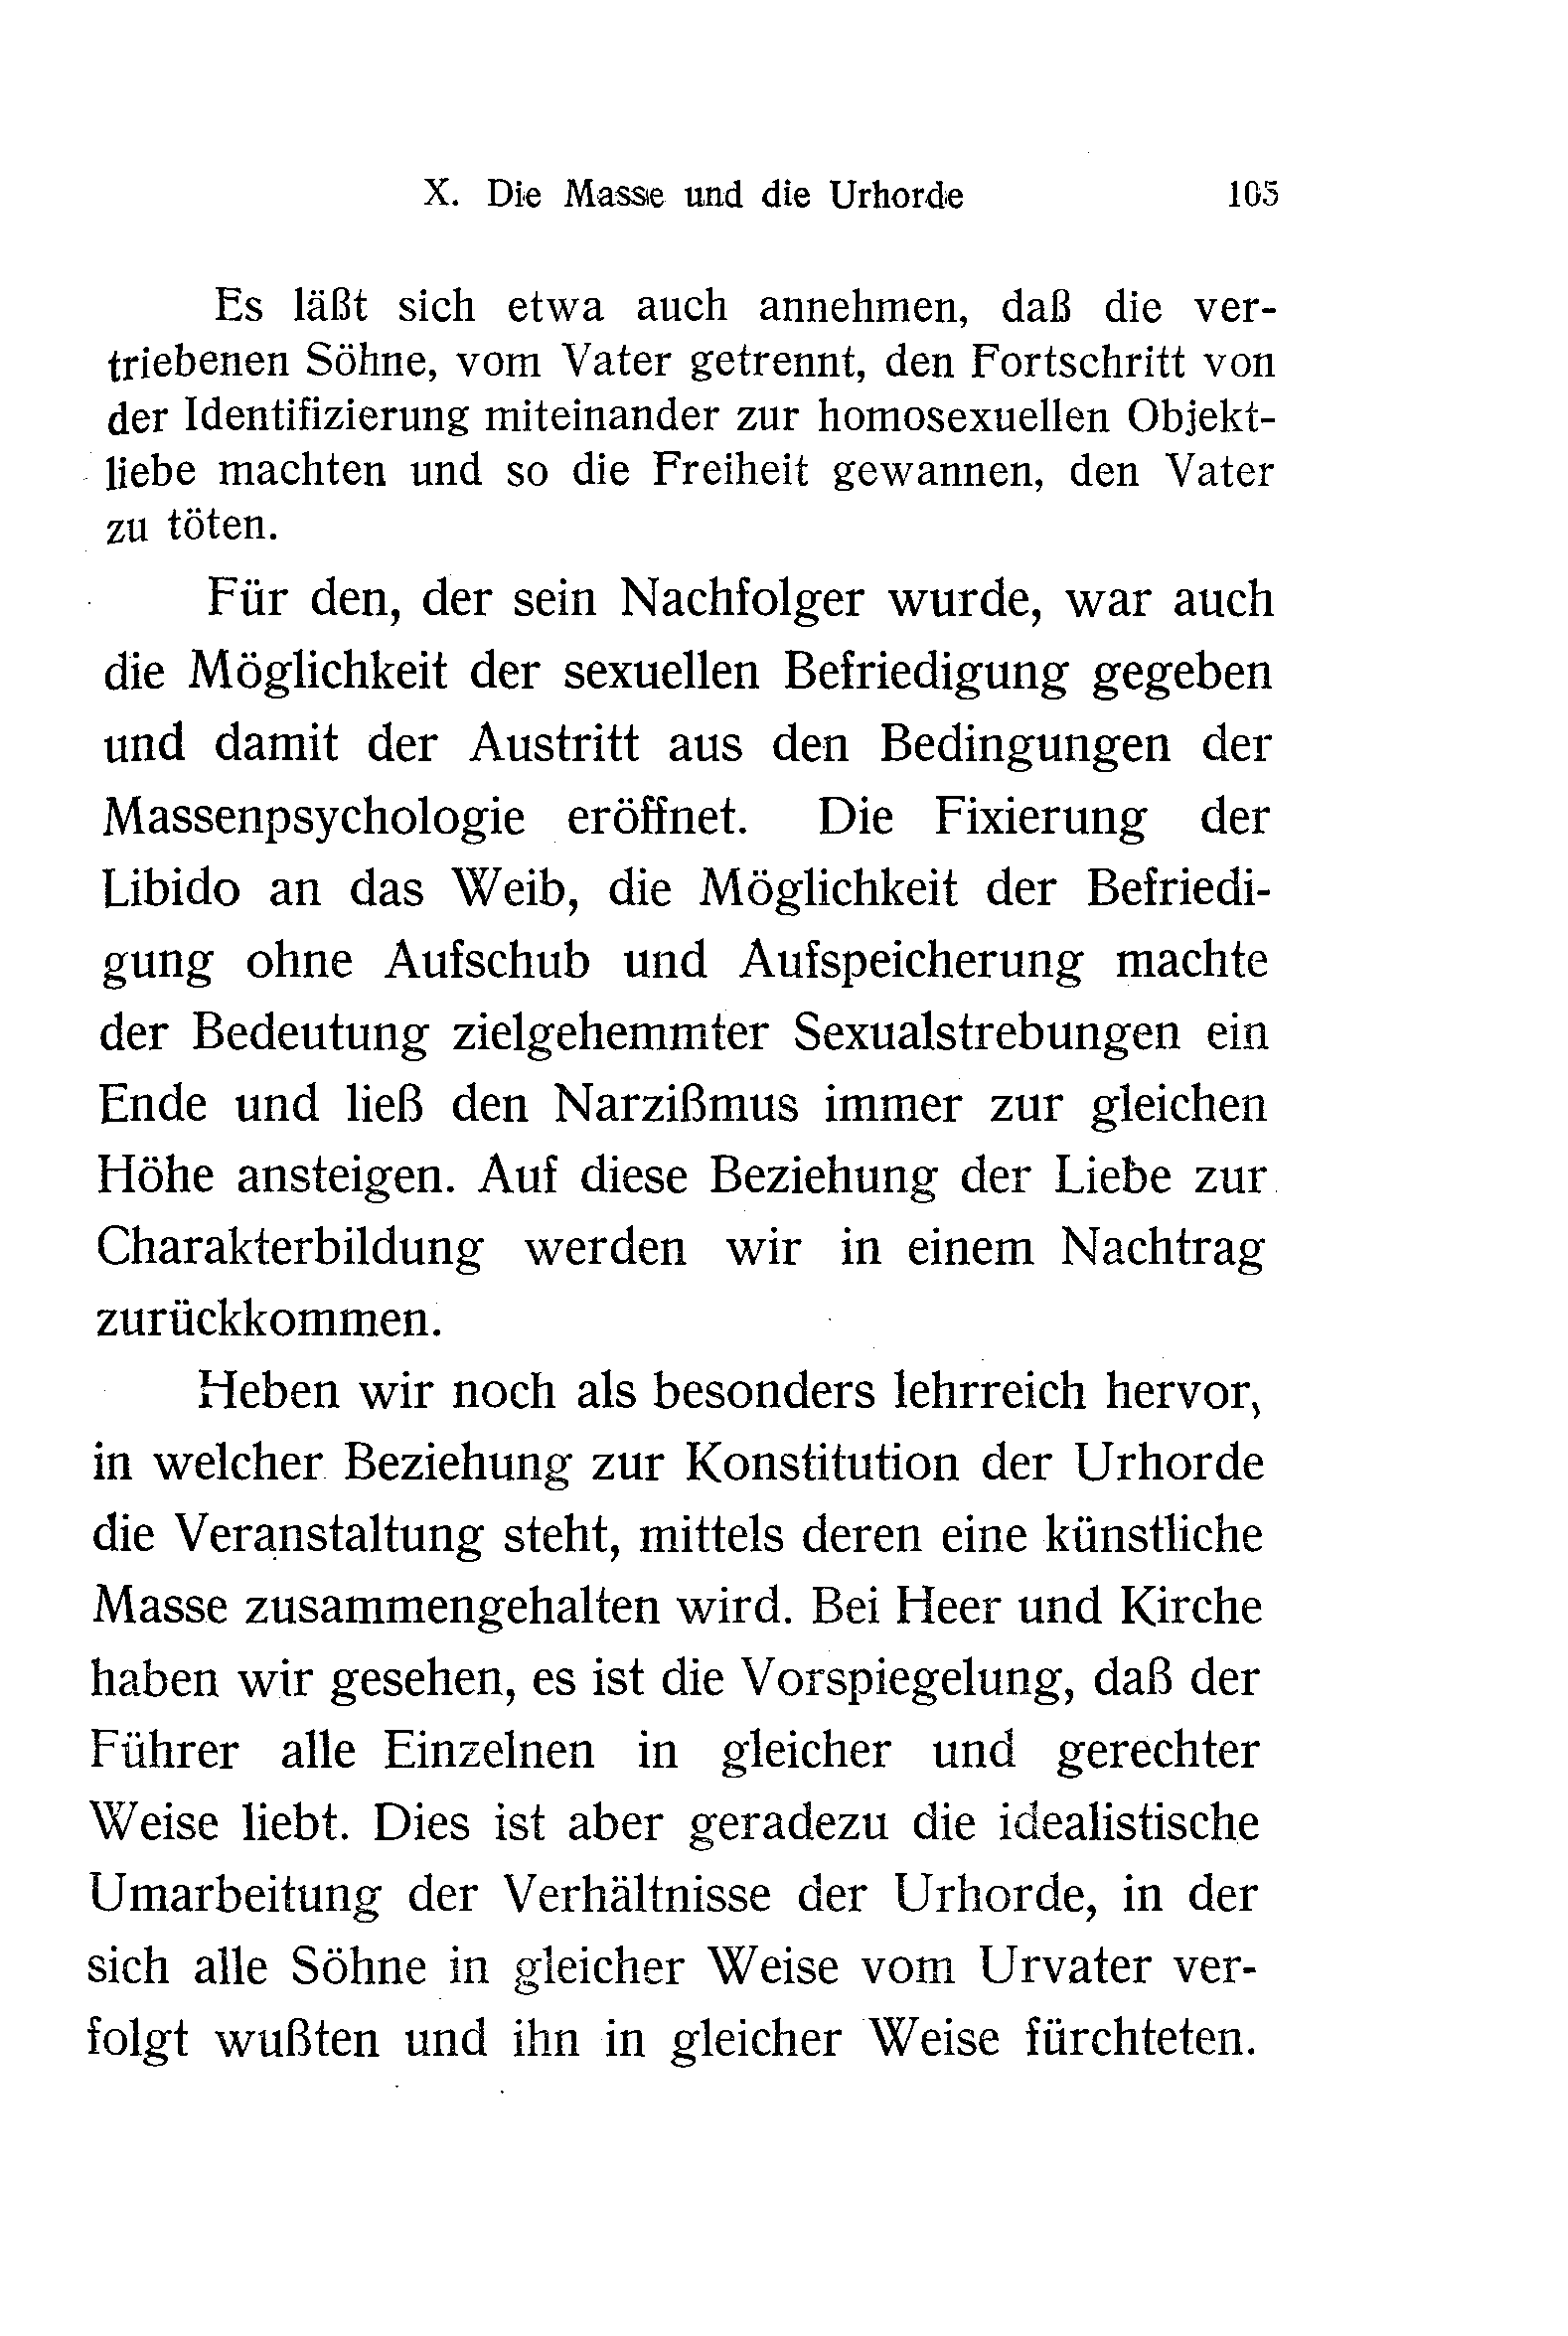 X. Die Masse und die Urhorde 105
Es läßt sich etwa auch annehmen, daß die ver-
triebenen Söhne, vom Vater getrennt, den Fortschritt von
der Identifizierung miteinander zur homosexuellen Objekt-
liebe machten und so die Freiheit gewannen, den Vater
zu töten.
Für den, der sein Nachfolger wurde, war auch
die Möglichkeit der sexuellen Befriedigung gegeben
und damit der Austritt aus den Bedingungen der
Massenpsychologie eröffnet. Die Fixierung der
Libido an das Weib, die Möglichkeit der Befriedi-
gung ohne Aufschub und Aufspeicherung machte
der Bedeutung zielgehemmter Sexualstrebungen ein
Ende und ließ den Narzißmus immer zur gleichen
Höhe ansteigen. Auf diese Beziehung der Liebe zur
Charakterbildung werden wir in einem Nachtrag
zurückkommen.
Heben wir noch als besonders lehrreich hervor,
in welcher Beziehung zur Konstitution der Urhorde
die Veranstaltung steht, mittels deren eine künstliche
Masse zusammengehalten wird. Bei Heer und Kirche
haben wir gesehen, es ist die Vorspiegelung, daß der
Führer alle Einzelnen in gleicher und gerechter
Weise liebt. Dies ist aber geradezu die idealistische
Umarbeitung der Verhältnisse der Urhorde, in der
sich alle Söhne in gleicher Weise vom Urvater ver-
folgt wußten und ihn in gleicher Weise fürchteten.